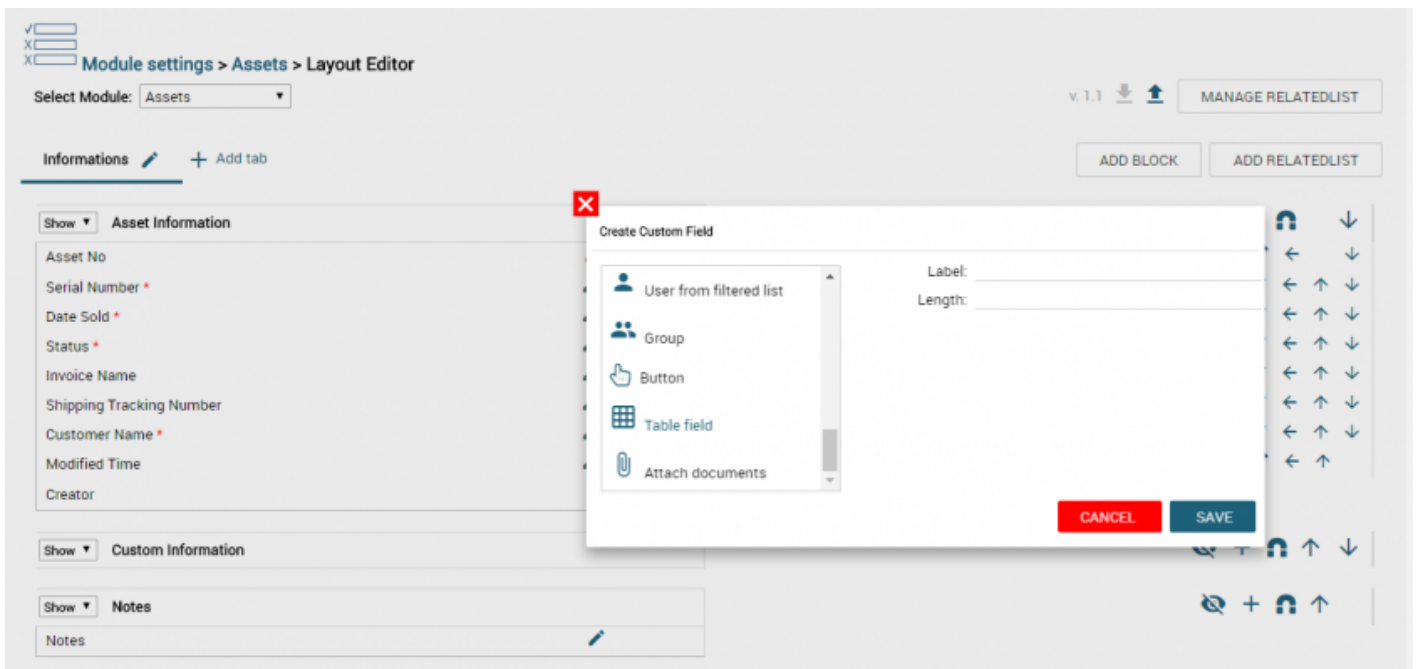 Module settings > Assets > Layout Editor
Select Module: Assets
v. 1.1 MANAGE RELATEDLIST
Informations + Add tab
ADD BLOCK ADD RELATEDLIST
Show Asset Information
Asset No
Serial Number *
Date Sold *
Status *
Invoice Name
Shipping Tracking Number
Customer Name *
Modified Time
Creator
Create Custom Field
User from filtered list
Group
Button
Table field
Attach documents
Label:
Length:
CANCEL SAVE
Show Custom Information
Show Notes
Notes